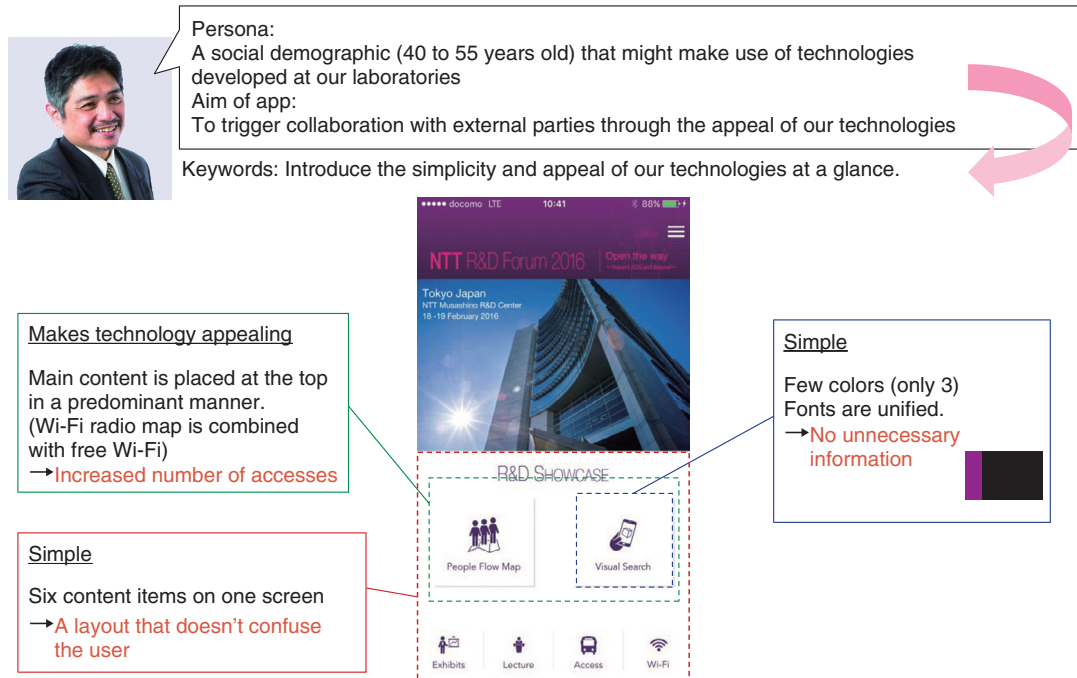 Persona:
A social demographic (40 to 55 years old) that might make use of technologies
developed at our laboratories
Aim of app:
To trigger collaboration with external parties through the appeal of our technologies
Keywords: Introduce the simplicity and appeal of our technologies at a glance.
docomo LTE 10:41 88%
NTT R&D Forum 2016 Open the way
Tokyo Japan
NTT Musashino R&D Center
18 -19 February 2016
Makes technology appealing
Main content is placed at the top
in a predominant manner.
(Wi-Fi radio map is combined
with free Wi-Fi)
→Increased number of accesses
Simple
Few colors (only 3)
Fonts are unified.
→No unnecessary
information
R&D SHOWCASE
People Flow Map Visual Search
Simple
Six content items on one screen
→A layout that doesn't confuse
the user
Exhibits Lecture Access Wi-Fi